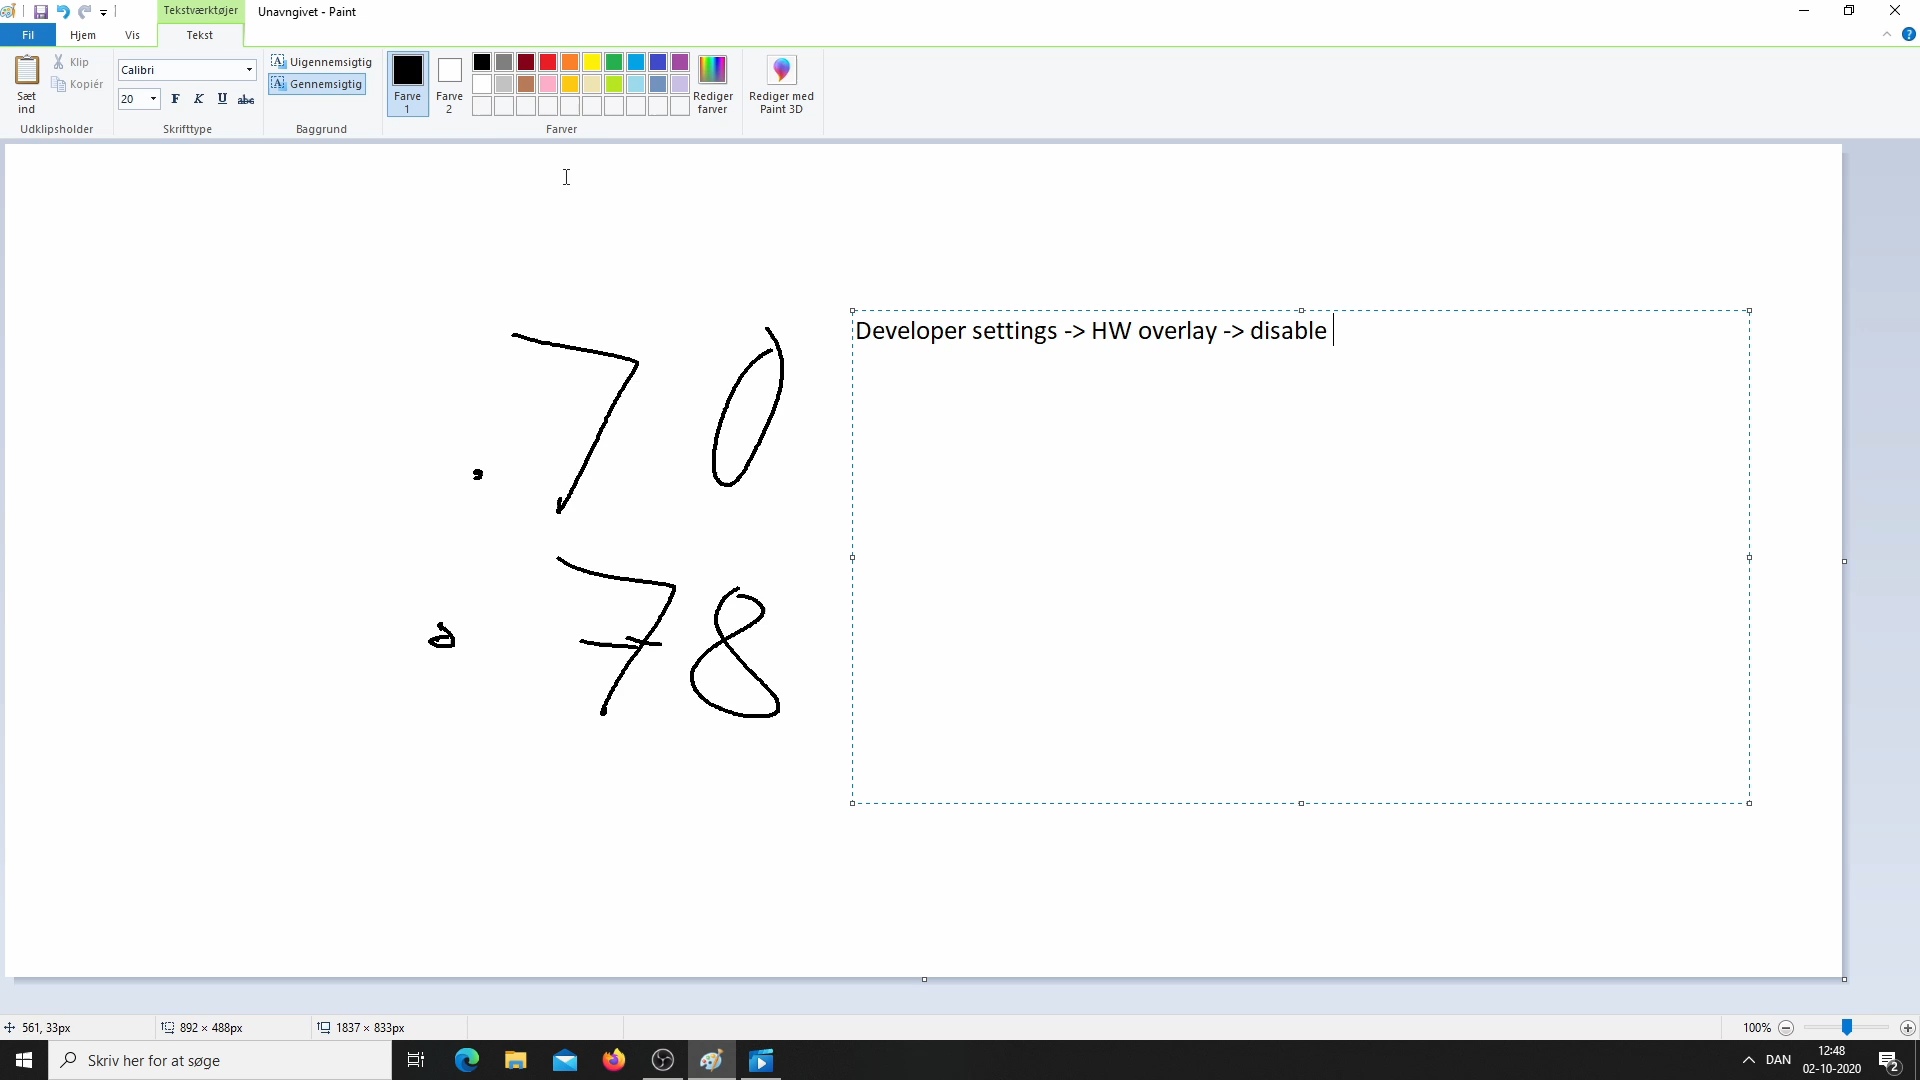 Tekstværktøjer
Unavngivet - Paint
Fil
Hjem
Vis
Tekst
?
Sæt ind
Klip
Kopiér
Udklipsholder
Calibri
20
F K U abc
Skrifttype
Uigennemsigtig
Gennemsigtig
Baggrund
Farve 1
Farve 2
Rediger farver
Farver
Rediger med Paint 3D
. 70
Developer settings -> HW overlay -> disable
78
561, 33px
892 × 488px
1837 × 833px
100%
Skriv her for at søge
DAN
12:48
02-10-2020
2